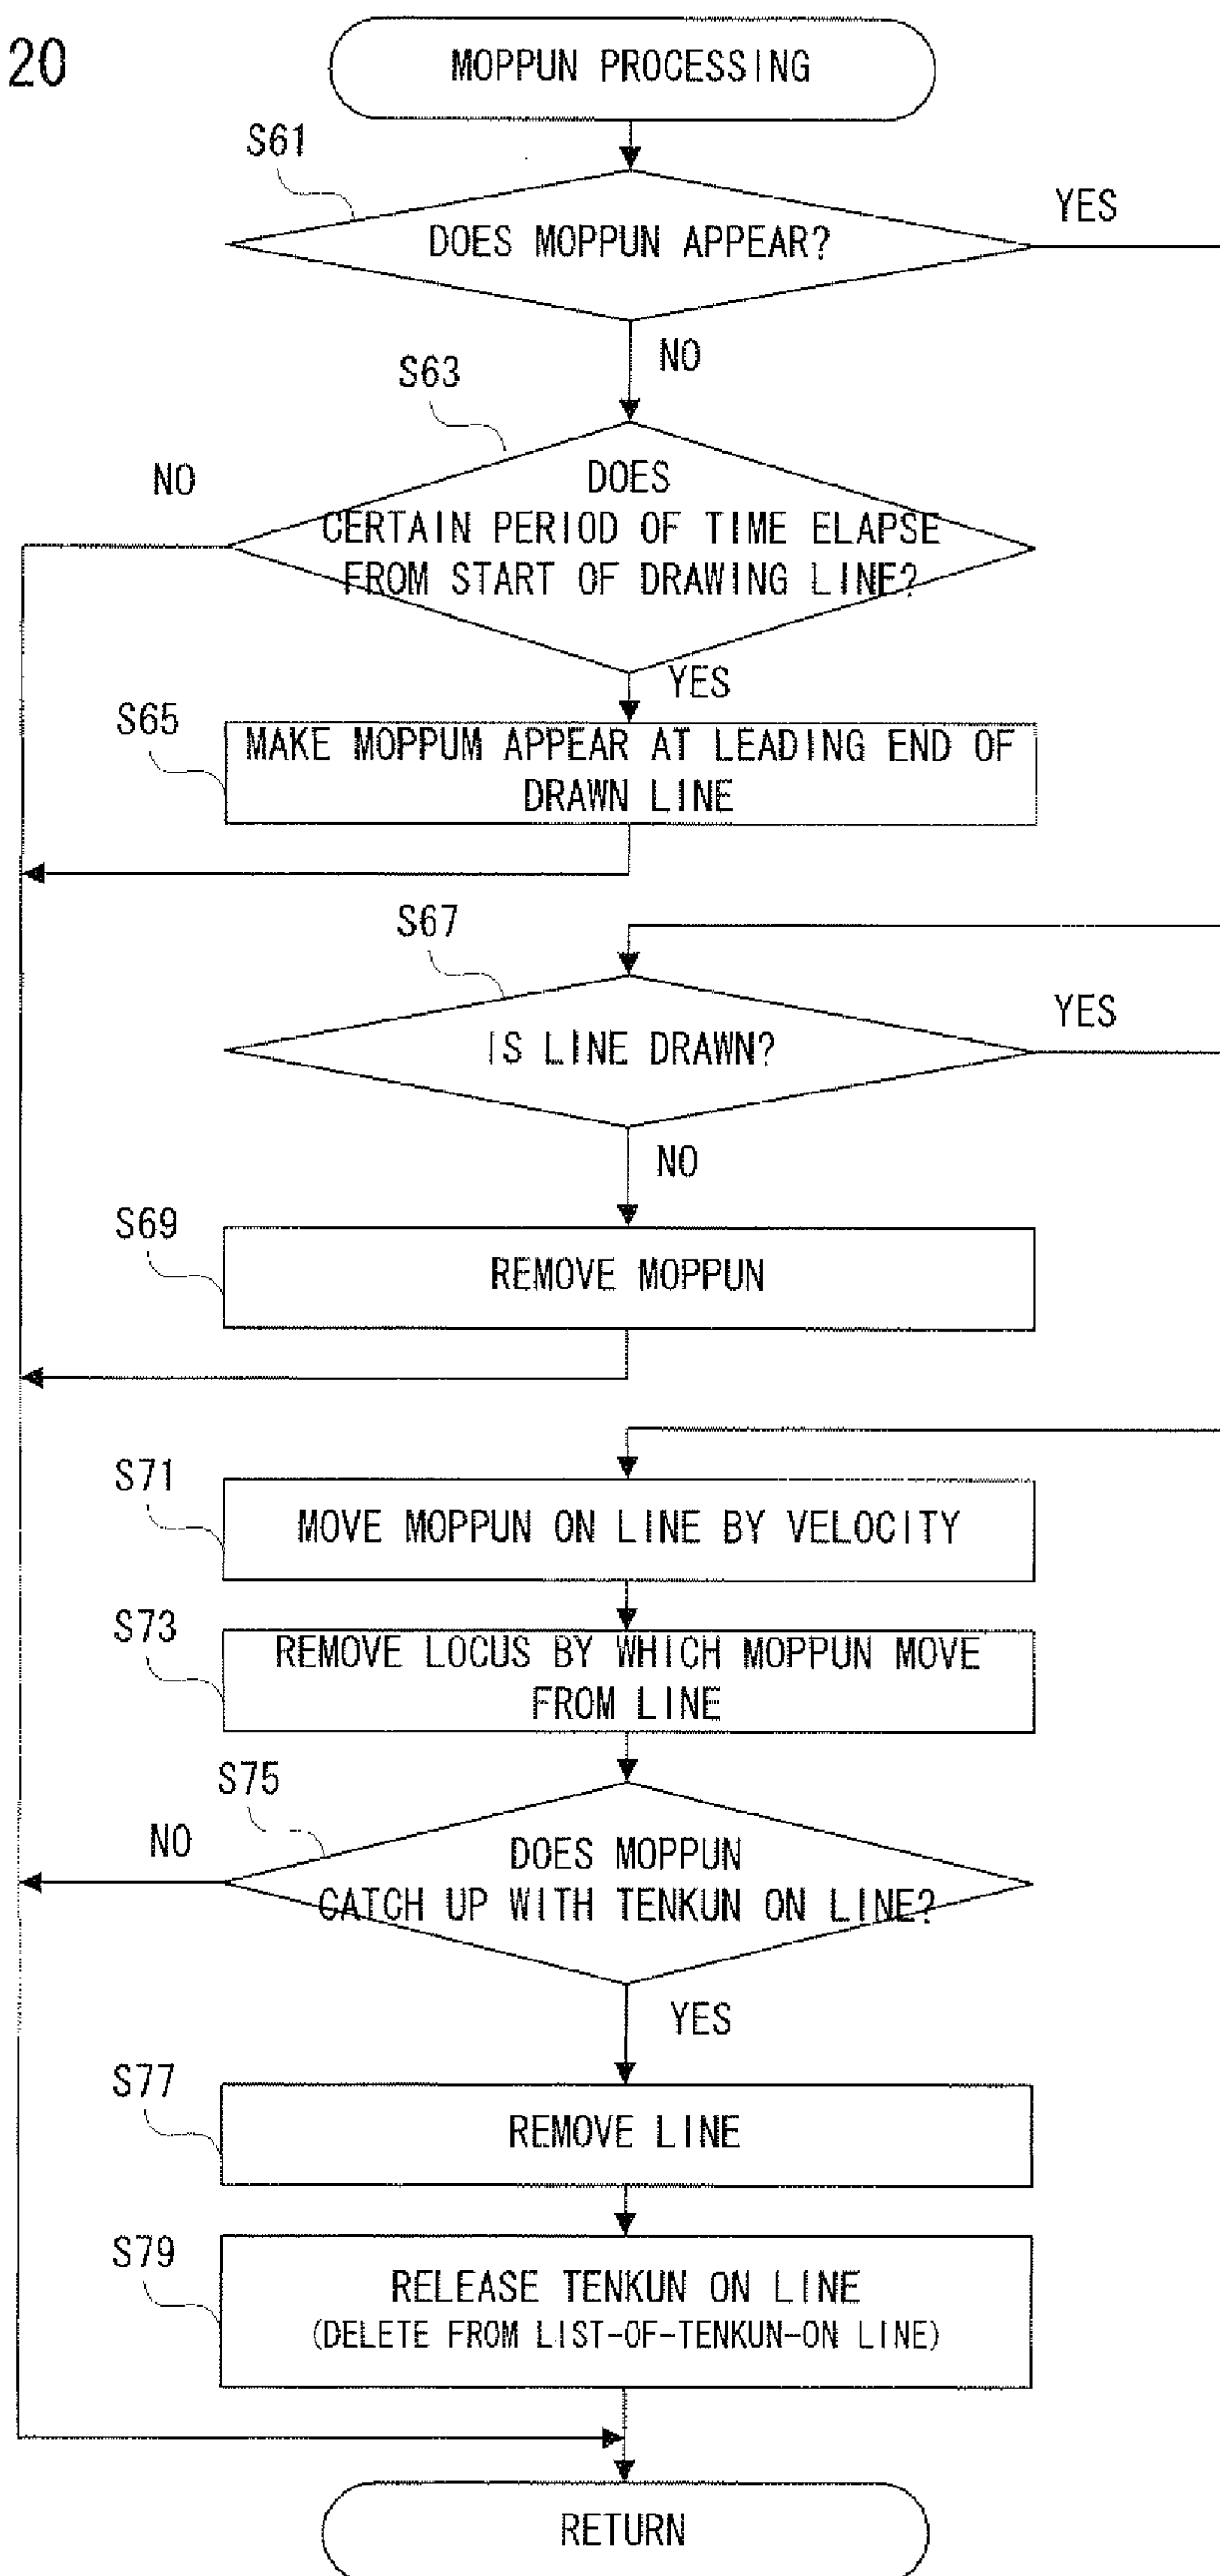 20
MOPPUN PROCESSING
S61
DOES MOPPUN APPEAR?
YES
NO
S63
NO
DOES
CERTAIN PERIOD OF TIME ELAPSE
FROM START OF DRAWING LINE?
YES
S65
MAKE MOPPUM APPEAR AT LEADING END OF
DRAWN LINE
S67
IS LINE DRAWN?
YES
NO
S69
REMOVE MOPPUN
S71
MOVE MOPPUN ON LINE BY VELOCITY
S73
REMOVE LOCUS BY WHICH MOPPUN MOVE
FROM LINE
S75
NO
DOES MOPPUN
CATCH UP WITH TENKUN ON LINE?
YES
S77
REMOVE LINE
S79
RELEASE TENKUN ON LINE
(DELETE FROM LIST-OF-TENKUN-ON LINE)
RETURN